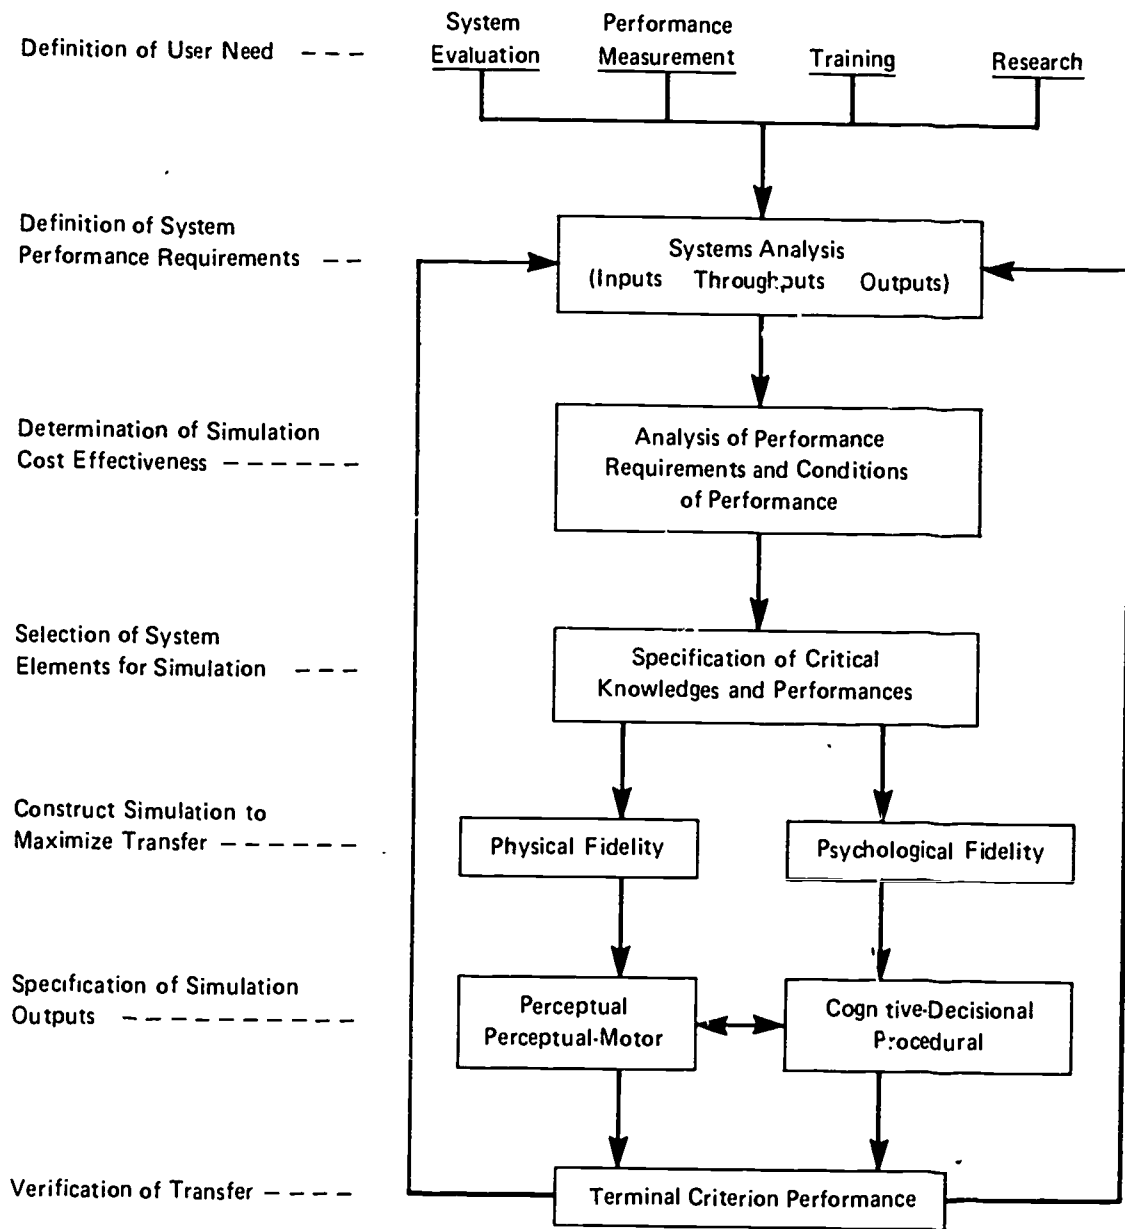 Definition of User Need – – –
System
Evaluation
Performance
Measurement
Training
Research
Definition of System
Performance Requirements – –
Systems Analysis
(Inputs Throughputs Outputs)
Determination of Simulation
Cost Effectiveness – – – – – –
Analysis of Performance
Requirements and Conditions
of Performance
Selection of System
Elements for Simulation – – –
Specification of Critical
Knowledges and Performances
Construct Simulation to
Maximize Transfer – – – – – –
Physical Fidelity
Psychological Fidelity
Specification of Simulation
Outputs – – – – – – – – – –
Perceptual
Perceptual-Motor
Cognitive-Decisional
Procedural
Verification of Transfer – – – –
Terminal Criterion Performance